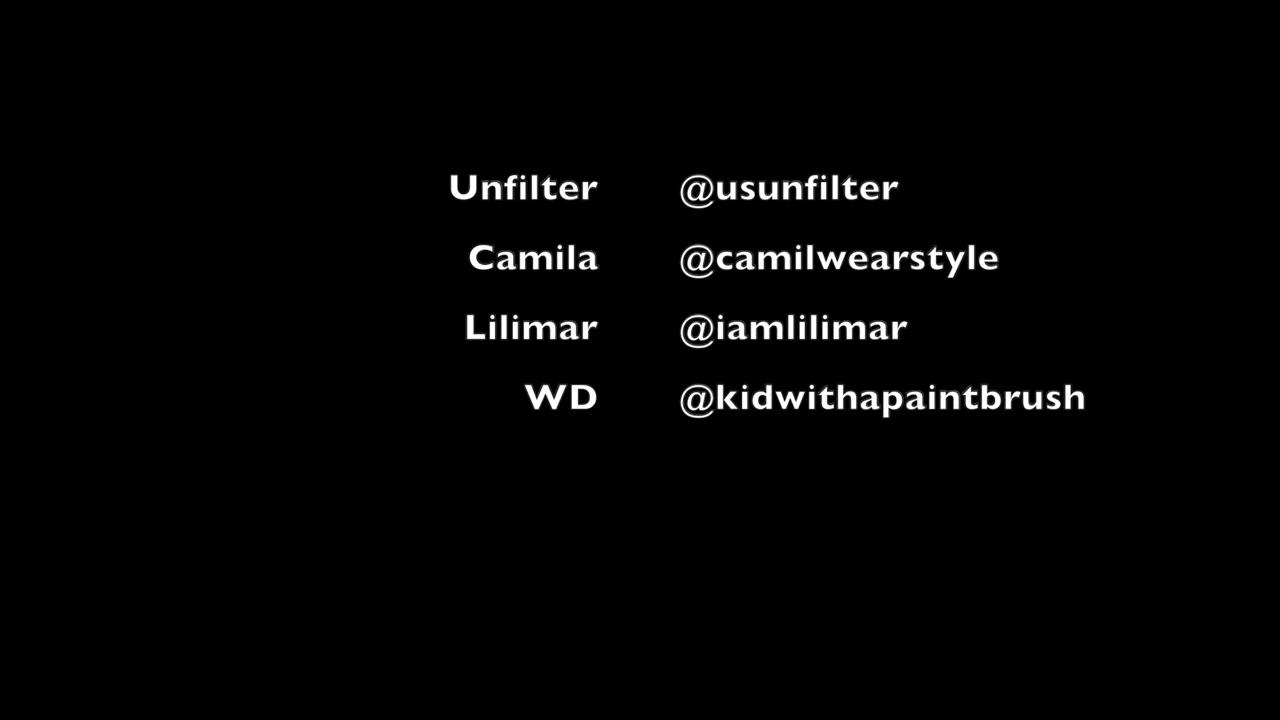 Unfilter @usunfilter
Camila @camilwearstyle
Lilimar @iamlilimar
WD @kidwithapaintbrush